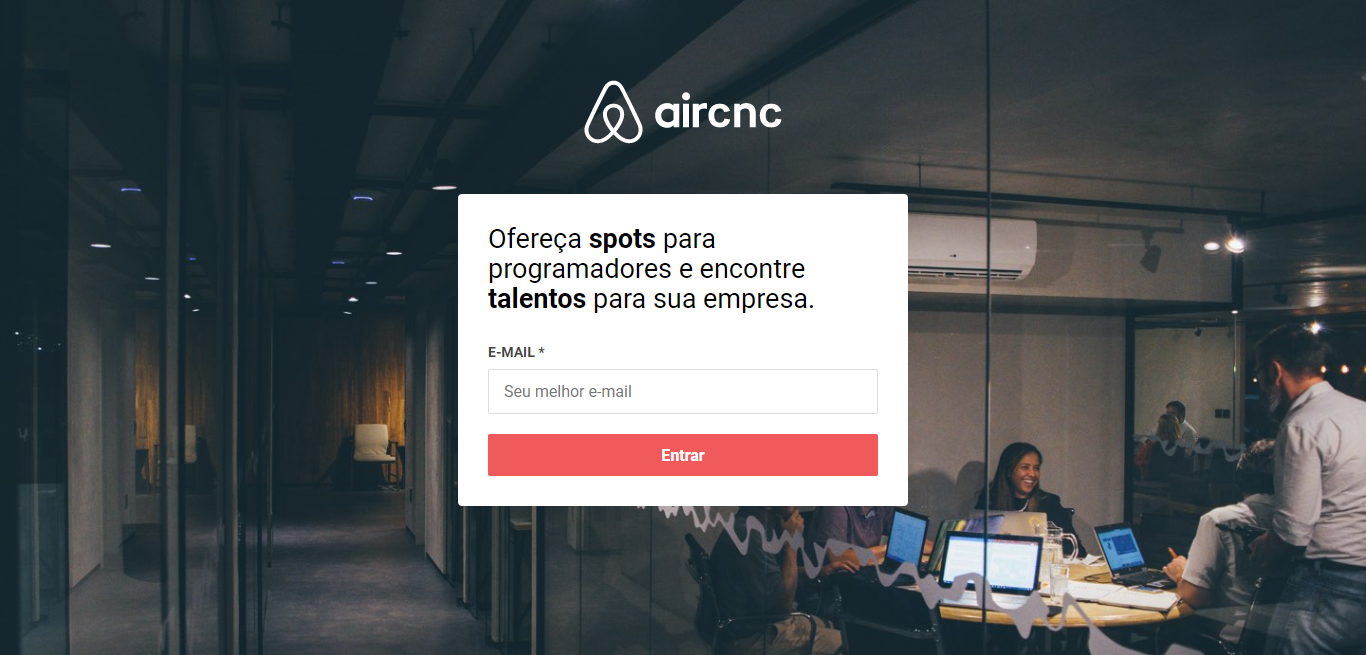 aircnc
Ofereça spots para
programadores e encontre
talentos para sua empresa.
E-MAIL *
Seu melhor e-mail
Entrar